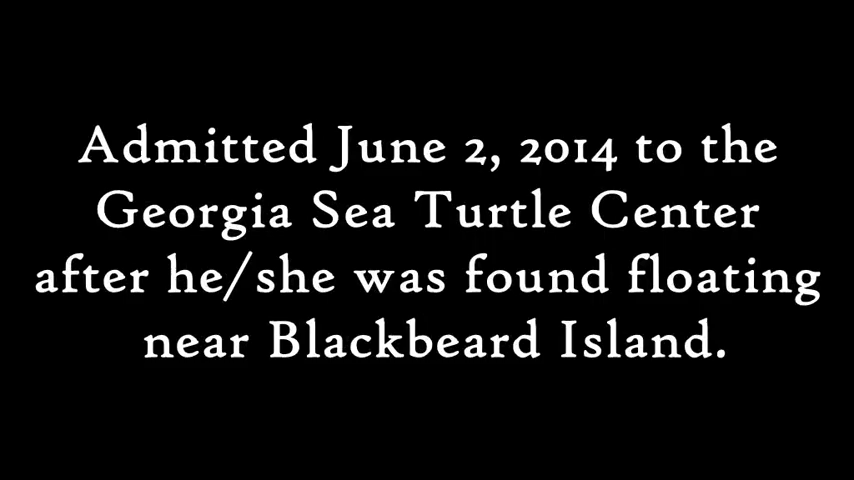 Admitted June 2, 2014 to the
Georgia Sea Turtle Center
after he/she was found floating
near Blackbeard Island.